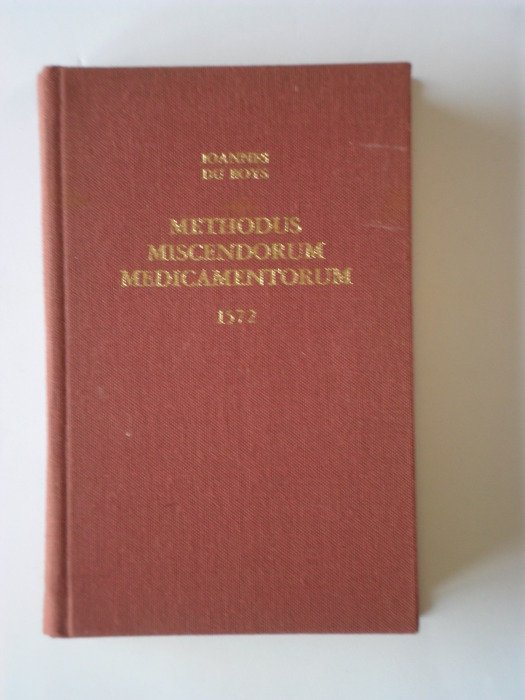 IOANNES
DU BOYS
METHODUS
MISCENDORUM
MEDICAMENTORUM
1572